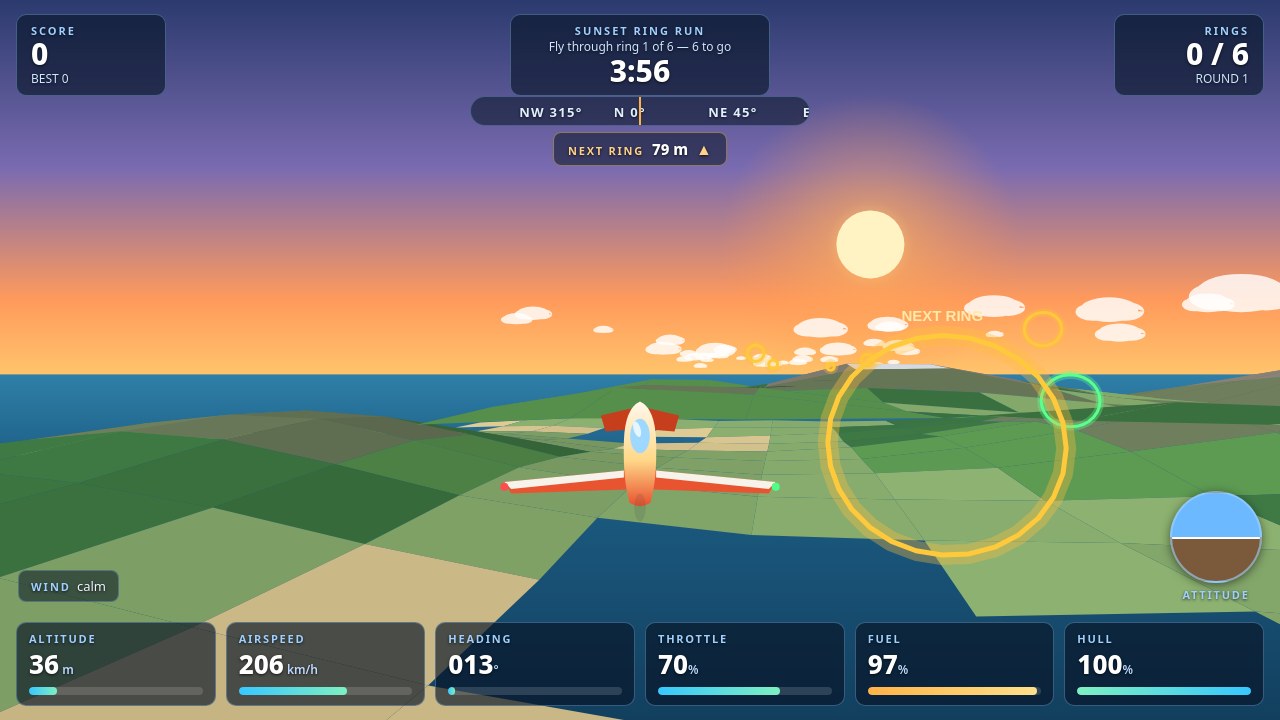 SCORE
0
BEST 0
SUNSET RING RUN
Fly through ring 1 of 6 — 6 to go
3:56
RINGS
0 / 6
ROUND 1
NW 315° N 0° NE 45° E
NEXT RING 79 m ▲
NEXT RING
WIND calm
ATTITUDE
ALTITUDE
36 m
AIRSPEED
206 km/h
HEADING
013°
THROTTLE
70%
FUEL
97%
HULL
100%